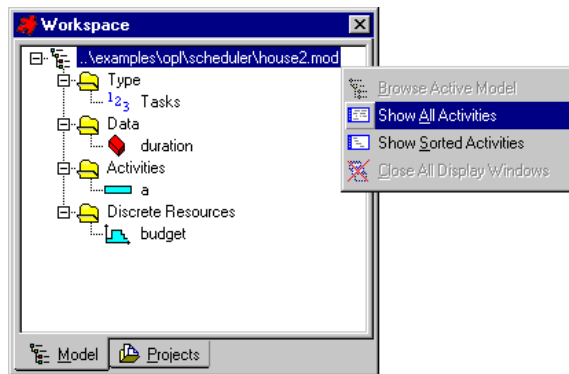 Workspace
..\examples\opl\scheduler\house2.mod
Type
123 Tasks
Data
duration
Activities
a
Discrete Resources
budget
Browse Active Model
Show All Activities
Show Sorted Activities
Close All Display Windows
Model Projects